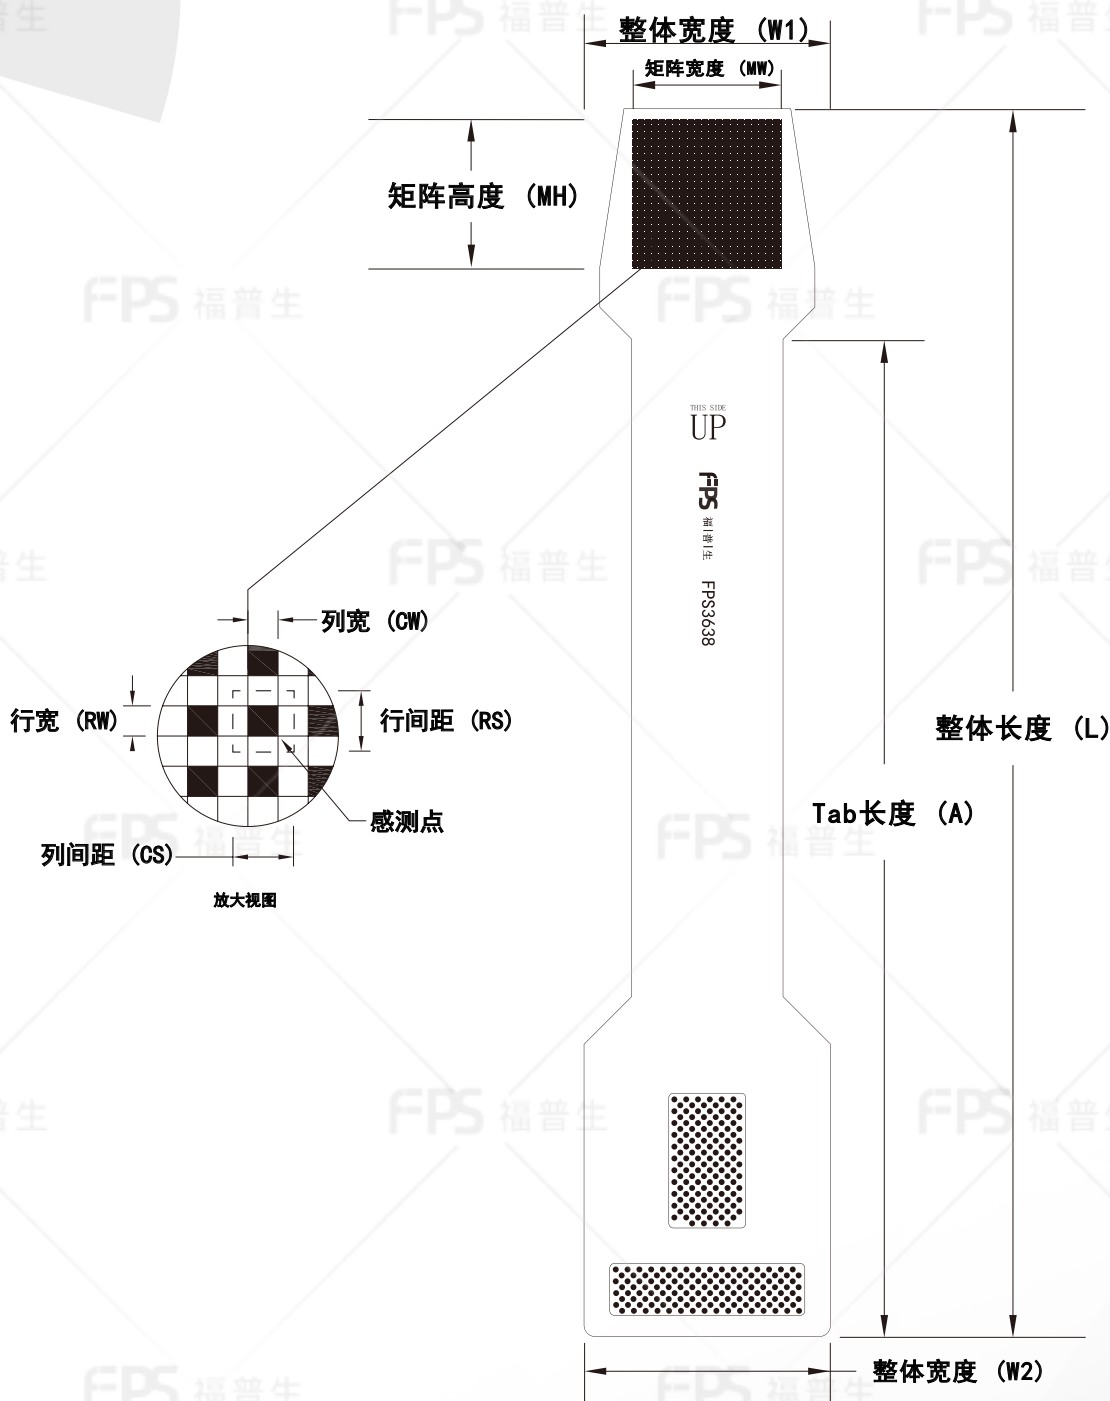 整体宽度 (W1)
矩阵宽度 (MW)
矩阵高度 (MH)
THIS SIDE
UP
FPS
福普生
FPS3638
列宽 (CW)
行宽 (RW)
行间距 (RS)
感测点
列间距 (CS)
放大视图
整体长度 (L)
Tab长度 (A)
整体宽度 (W2)
FPS 福普生